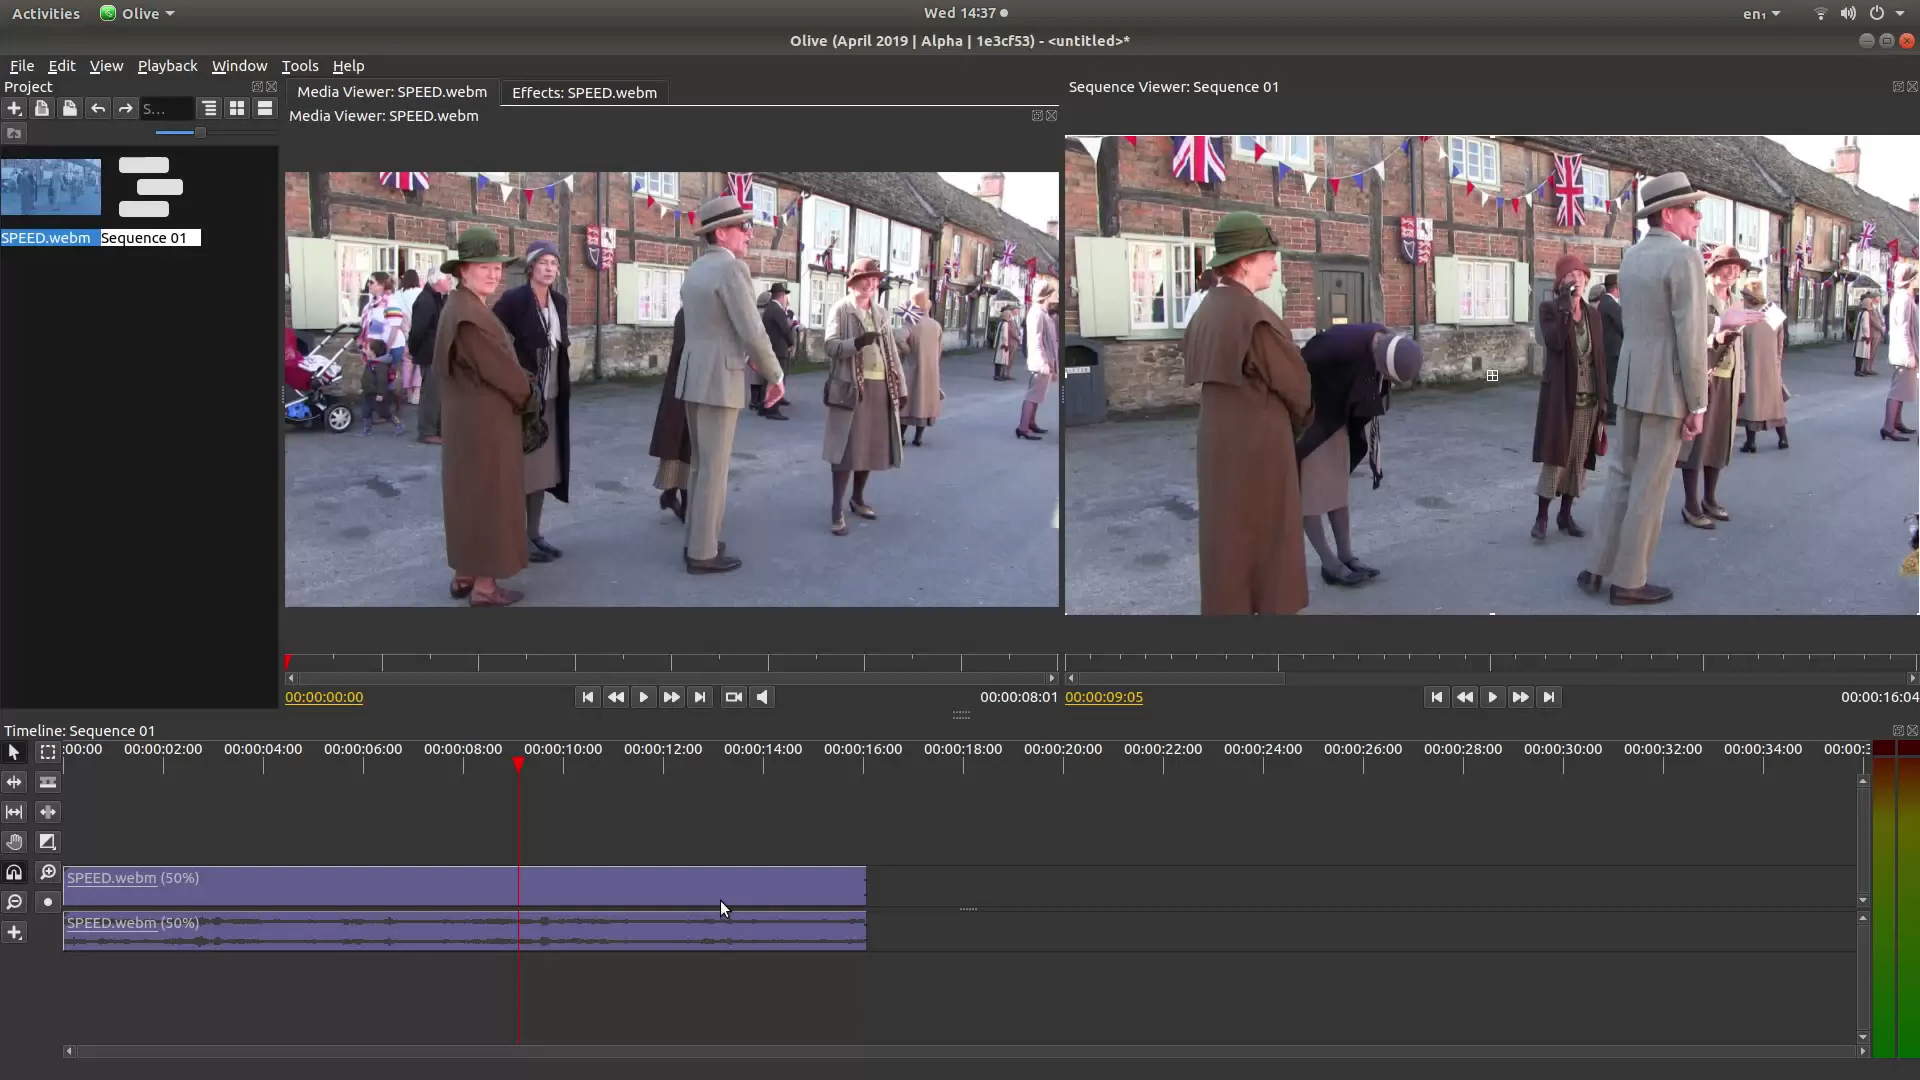 Activities Olive Wed 14:37 en₁
Olive (April 2019 | Alpha | 1e3cf53) - <untitled>*
File Edit View Playback Window Tools Help
Project
S...
SPEED.webm Sequence 01
Media Viewer: SPEED.webm Effects: SPEED.webm
Media Viewer: SPEED.webm
00:00:00:00 00:00:08:01
Sequence Viewer: Sequence 01
00:00:09:05 00:00:16:04
Timeline: Sequence 01
:00:00 00:00:02:00 00:00:04:00 00:00:06:00 00:00:08:00 00:00:10:00 00:00:12:00 00:00:14:00 00:00:16:00 00:00:18:00 00:00:20:00 00:00:22:00 00:00:24:00 00:00:26:00 00:00:28:00 00:00:30:00 00:00:32:00 00:00:34:00 00:00:3
SPEED.webm (50%)
SPEED.webm (50%)